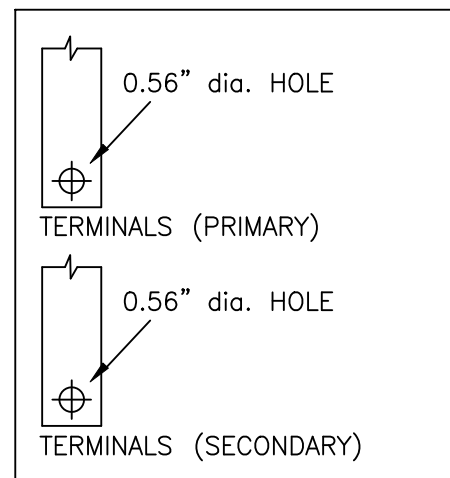 0.56” dia. HOLE
TERMINALS (PRIMARY)
0.56” dia. HOLE
TERMINALS (SECONDARY)